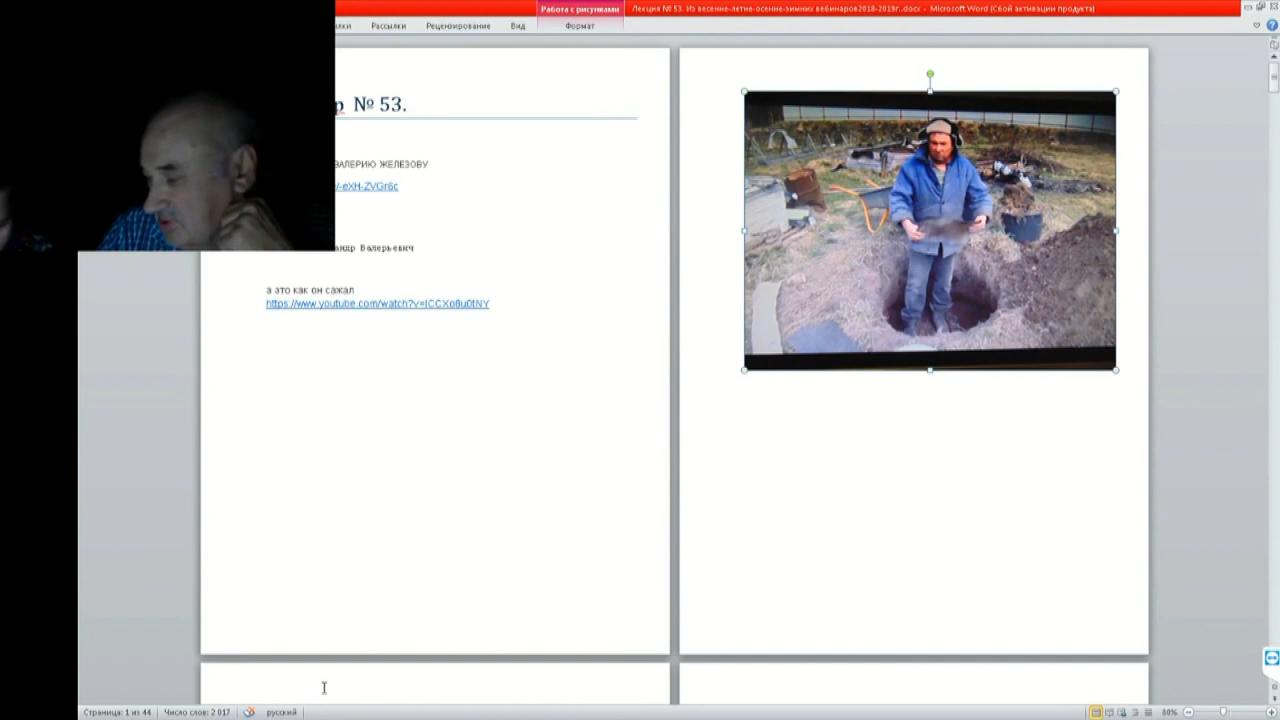 Работа с рисунками
Лекция № 53. Из весенне-летне-осенне-зимних вебинаров2018-2019г..docx - Microsoft Word (Сбой активации продукта)
лки Рассылки Рецензирование Вид Формат
р № 53.
ВАЛЕРИЮ ЖЕЛЕЗОВУ
/-eXH-ZVGr6c
андр Валерьевич
а это как он сажал
https://www.youtube.com/watch?v=ICCXo8u0tNY
Страница: 1 из 44 Число слов: 2 017 русский 80%